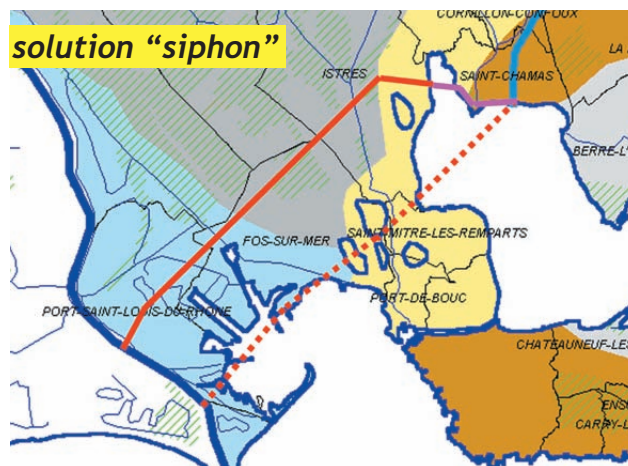 CORNILLON-CONFOUX
solution “siphon”
LA
ISTRES
SAINT-CHAMAS
BERRE-L'
FOS-SUR-MER
SAINT-MITRE-LES-REMPARTS
PORT-SAINT-LOUIS-DU-RHONE
PORT-DE-BOUC
CHATEAUNEUF-LES
ENS
CARRY-L